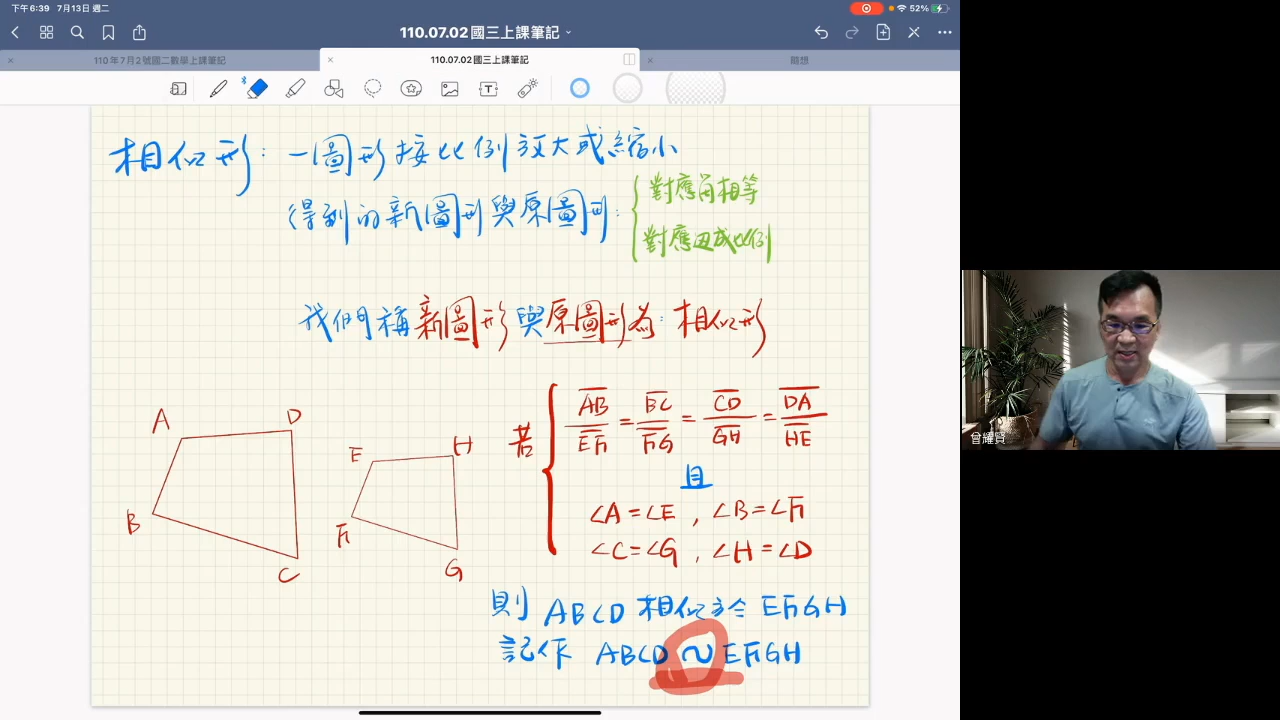 下午6:39 7月13日 週二
52%
110.07.02國三上課筆記
110年7月2號國二數學上課筆記
110.07.02國三上課筆記
相似形：一圖形按比例放大或縮小
得到的新圖形與原圖形：
對應角相等
對應邊成比例
我們稱新圖形與原圖形為：相似形
A D
B C
E H
F G
若 AB/EF = BC/FG = CD/GH = DA/HE
且
∠A=∠E , ∠B=∠F
∠C=∠G , ∠H=∠D
則 ABCD 相似於 EFGH
記作 ABCD ~ EFGH
曾耀賢